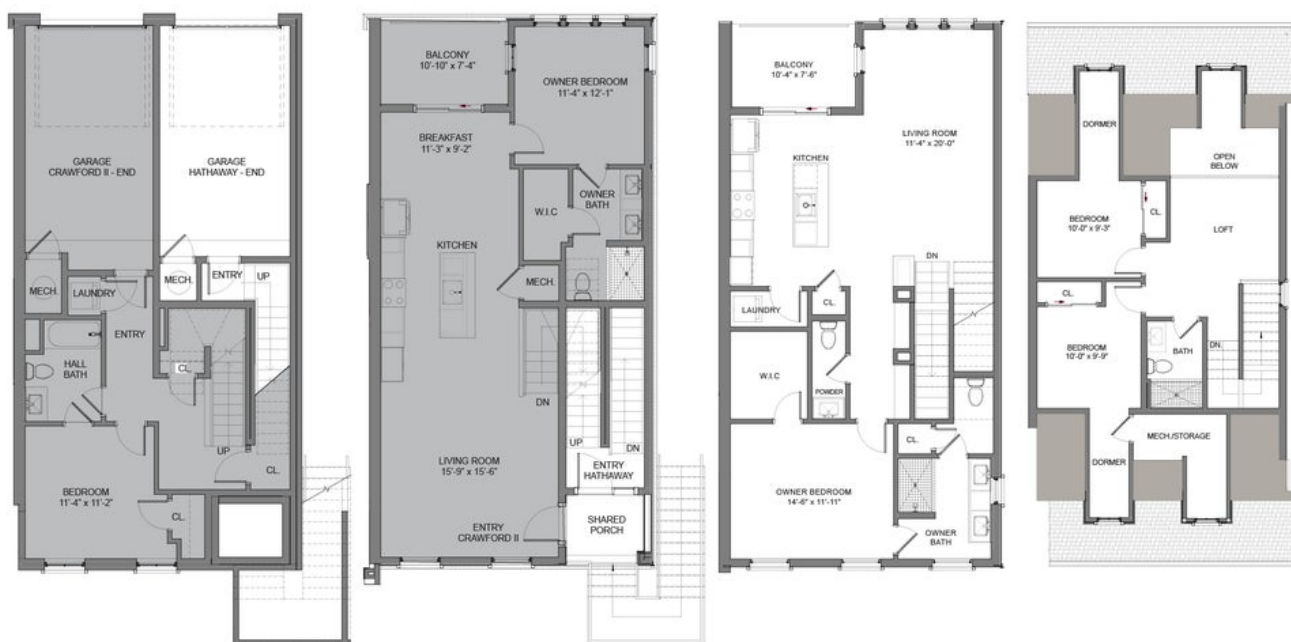 GARAGE
CRAWFORD II - END
GARAGE
HATHAWAY - END
MECH.
LAUNDRY
MECH.
ENTRY
UP
ENTRY
HALL
BATH
CL.
UP
CL.
BEDROOM
11'-4" x 11'-2"
CL.
BALCONY
10'-10" x 7'-4"
OWNER BEDROOM
11'-4" x 12'-1"
BREAKFAST
11'-3" x 9'-2"
W.I.C
OWNER
BATH
KITCHEN
MECH.
DN
UP
DN
LIVING ROOM
15'-9" x 15'-6"
ENTRY
HATHAWAY
SHARED
PORCH
ENTRY
CRAWFORD II
BALCONY
10'-4" x 7'-6"
LIVING ROOM
11'-4" x 20'-0"
KITCHEN
DN
LAUNDRY
CL.
W.I.C
POWDER
CL.
OWNER BEDROOM
14'-6" x 11'-11"
OWNER
BATH
DORMER
OPEN
BELOW
BEDROOM
10'-0" x 9'-3"
CL.
LOFT
CL.
BEDROOM
10'-0" x 9'-9"
BATH
DN.
MECH./STORAGE
DORMER